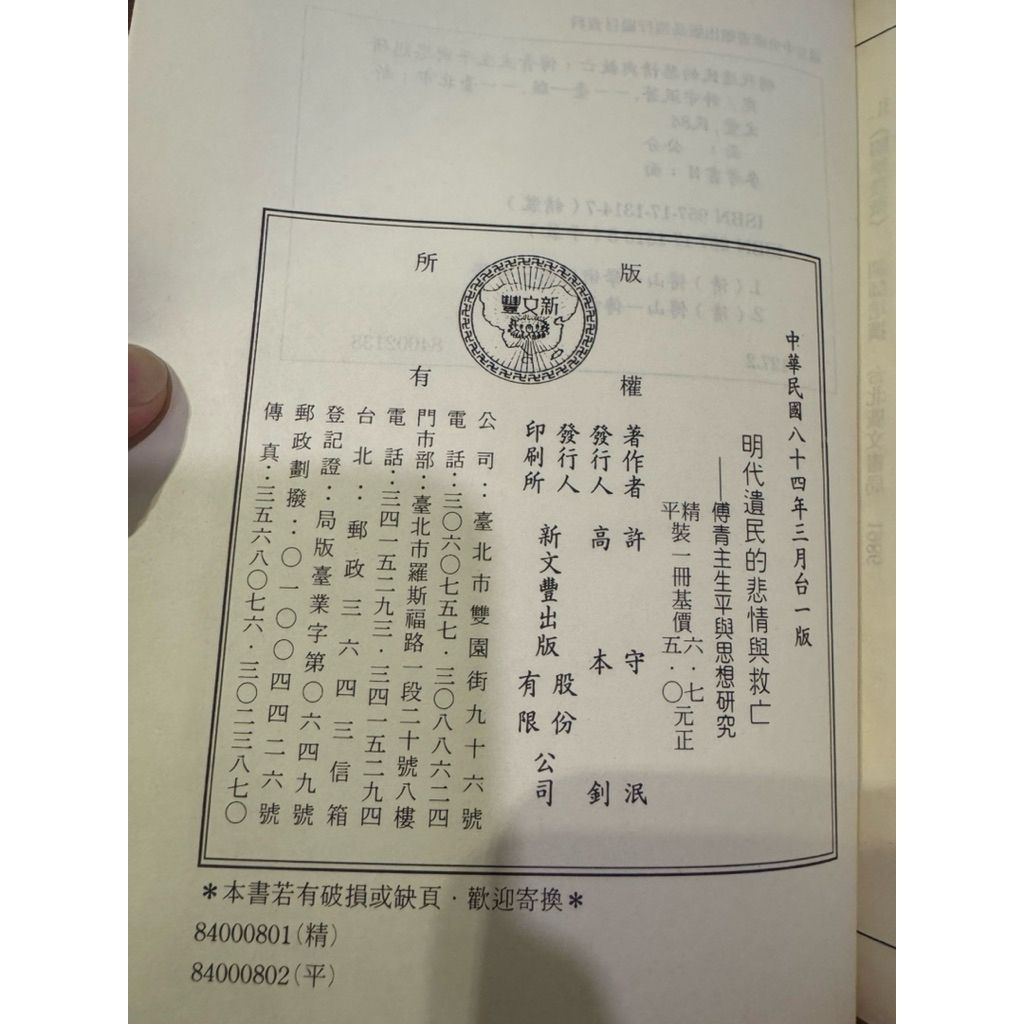 版權所有
新文豐
中華民國八十四年三月台一版
明代遺民的悲情與救亡
——傅青主生平與思想研究
精平裝一冊基價六.七五.〇元正
著作者 許守泯
發行人 高本釗
發行人
印刷所
新文豐出版股份有限公司
公司：臺北市雙園街九十六號
電話：三〇六〇七五七．三〇八八六二四
門市部：臺北市羅斯福路一段二十號八樓
電話：三四一五二九三．三四一五二九四
台北：郵政三六四三信箱
登記證：局版臺業字第〇六四九號
郵政劃撥：〇一〇〇四四二六號
傳真：三五六八〇七六．三〇二三八七〇
＊本書若有破損或缺頁．歡迎寄換＊
84000801(精)
84000802(平)